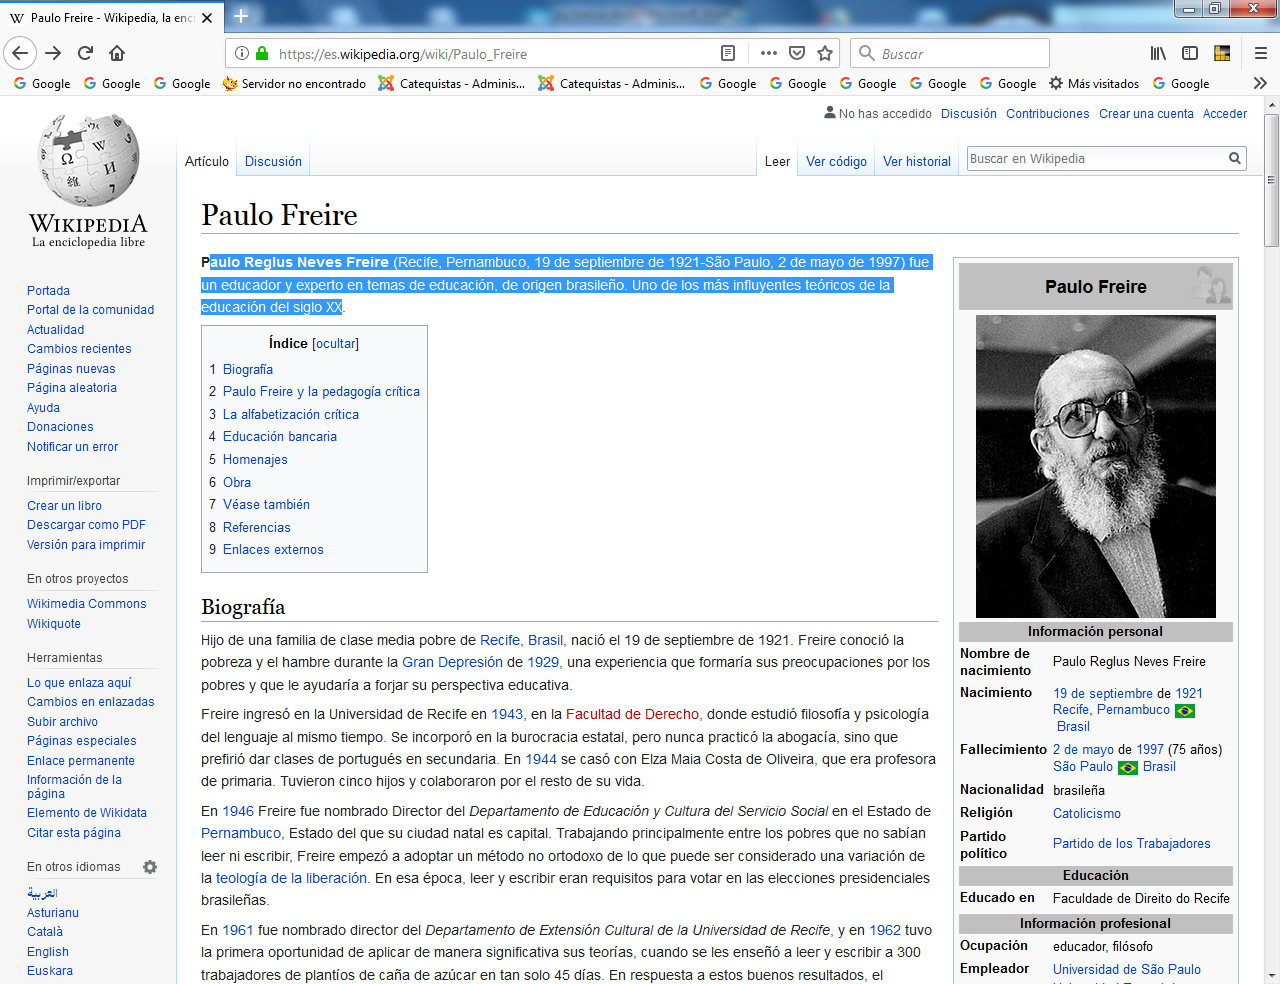 Paulo Freire - Wikipedia, la enci
https://es.wikipedia.org/wiki/Paulo_Freire
Buscar
Google
Google
Google
Servidor no encontrado
Catequistas - Adminis...
Catequistas - Adminis...
Google
Google
Google
Google
Google
Más visitados
Google
No has accedido
Discusión
Contribuciones
Crear una cuenta
Acceder
Artículo
Discusión
Leer
Ver código
Ver historial
Buscar en Wikipedia
WIKIPEDIA
La enciclopedia libre
Portada
Portal de la comunidad
Actualidad
Cambios recientes
Páginas nuevas
Página aleatoria
Ayuda
Donaciones
Notificar un error
Imprimir/exportar
Crear un libro
Descargar como PDF
Versión para imprimir
En otros proyectos
Wikimedia Commons
Wikiquote
Herramientas
Lo que enlaza aquí
Cambios en enlazadas
Subir archivo
Páginas especiales
Enlace permanente
Información de la
página
Elemento de Wikidata
Citar esta página
En otros idiomas
العربية
Asturianu
Català
English
Euskara
Paulo Freire
Paulo Reglus Neves Freire (Recife, Pernambuco, 19 de septiembre de 1921-São Paulo, 2 de mayo de 1997) fue
un educador y experto en temas de educación, de origen brasileño. Uno de los más influyentes teóricos de la
educación del siglo XX.
Índice [ocultar]
1 Biografía
2 Paulo Freire y la pedagogía crítica
3 La alfabetización crítica
4 Educación bancaria
5 Homenajes
6 Obra
7 Véase también
8 Referencias
9 Enlaces externos
Biografía
Hijo de una familia de clase media pobre de Recife, Brasil, nació el 19 de septiembre de 1921. Freire conoció la
pobreza y el hambre durante la Gran Depresión de 1929, una experiencia que formaría sus preocupaciones por los
pobres y que le ayudaría a forjar su perspectiva educativa.
Freire ingresó en la Universidad de Recife en 1943, en la Facultad de Derecho, donde estudió filosofía y psicología
del lenguaje al mismo tiempo. Se incorporó en la burocracia estatal, pero nunca practicó la abogacía, sino que
prefirió dar clases de portugués en secundaria. En 1944 se casó con Elza Maia Costa de Oliveira, que era profesora
de primaria. Tuvieron cinco hijos y colaboraron por el resto de su vida.
En 1946 Freire fue nombrado Director del Departamento de Educación y Cultura del Servicio Social en el Estado de
Pernambuco, Estado del que su ciudad natal es capital. Trabajando principalmente entre los pobres que no sabían
leer ni escribir, Freire empezó a adoptar un método no ortodoxo de lo que puede ser considerado una variación de
la teología de la liberación. En esa época, leer y escribir eran requisitos para votar en las elecciones presidenciales
brasileñas.
En 1961 fue nombrado director del Departamento de Extensión Cultural de la Universidad de Recife, y en 1962 tuvo
la primera oportunidad de aplicar de manera significativa sus teorías, cuando se les enseñó a leer y escribir a 300
trabajadores de plantíos de caña de azúcar en tan solo 45 días. En respuesta a estos buenos resultados, el
Paulo Freire
Información personal
Nombre de
nacimiento
Paulo Reglus Neves Freire
Nacimiento
19 de septiembre de 1921
Recife, Pernambuco
Brasil
Fallecimiento
2 de mayo de 1997 (75 años)
São Paulo Brasil
Nacionalidad brasileña
Religión Catolicismo
Partido
político
Partido de los Trabajadores
Educación
Educado en Faculdade de Direito do Recife
Información profesional
Ocupación educador, filósofo
Empleador Universidad de São Paulo